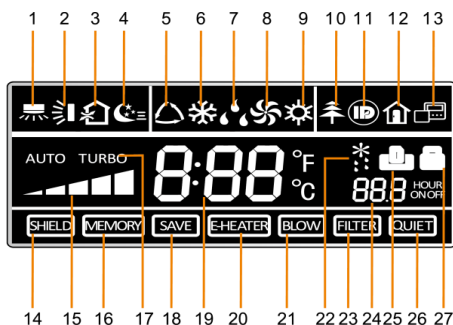 1 2 3 4 5 6 7 8 9 10 11 12 13
AUTO TURBO 8:88 °F °C 88.8 HOUR
ON OFF
SHIELD MEMORY SAVE E-HEATER BLOW FILTER QUIET
14 15 16 17 18 19 20 21 22 23 24 25 26 27